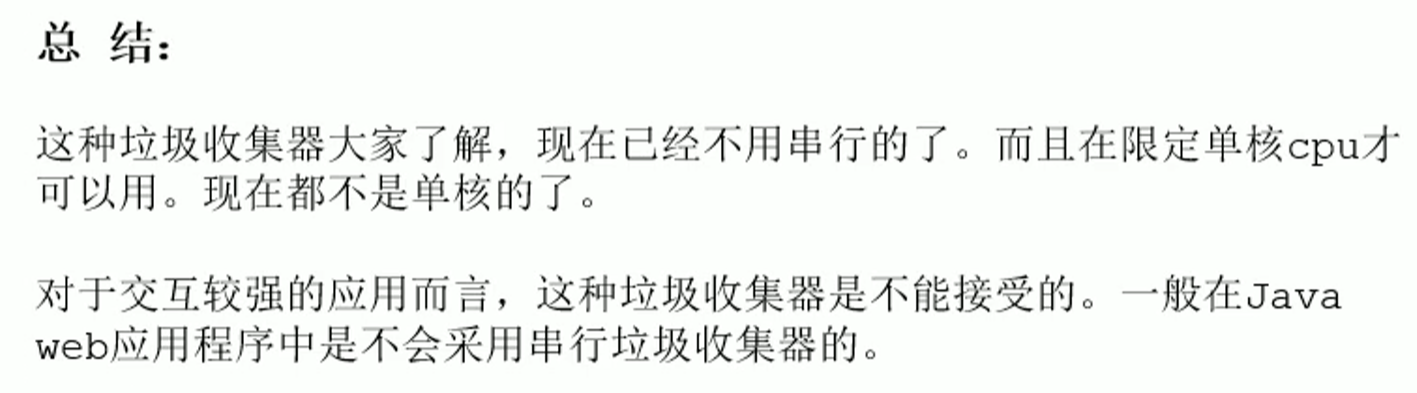 总 结：
这种垃圾收集器大家了解，现在已经不用串行的了。而且在限定单核cpu才
可以用。现在都不是单核的了。
对于交互较强的应用而言，这种垃圾收集器是不能接受的。一般在Java
web应用程序中是不会采用串行垃圾收集器的。